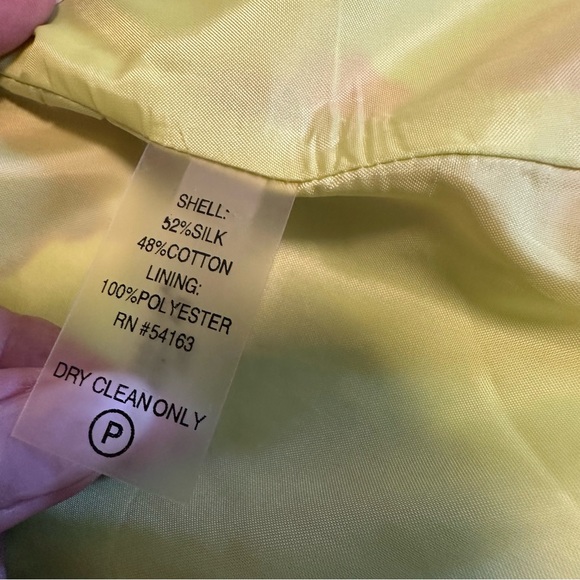 SHELL:
52%SILK
48%COTTON
LINING:
100%POLYESTER
RN #54163
DRY CLEAN ONLY
P